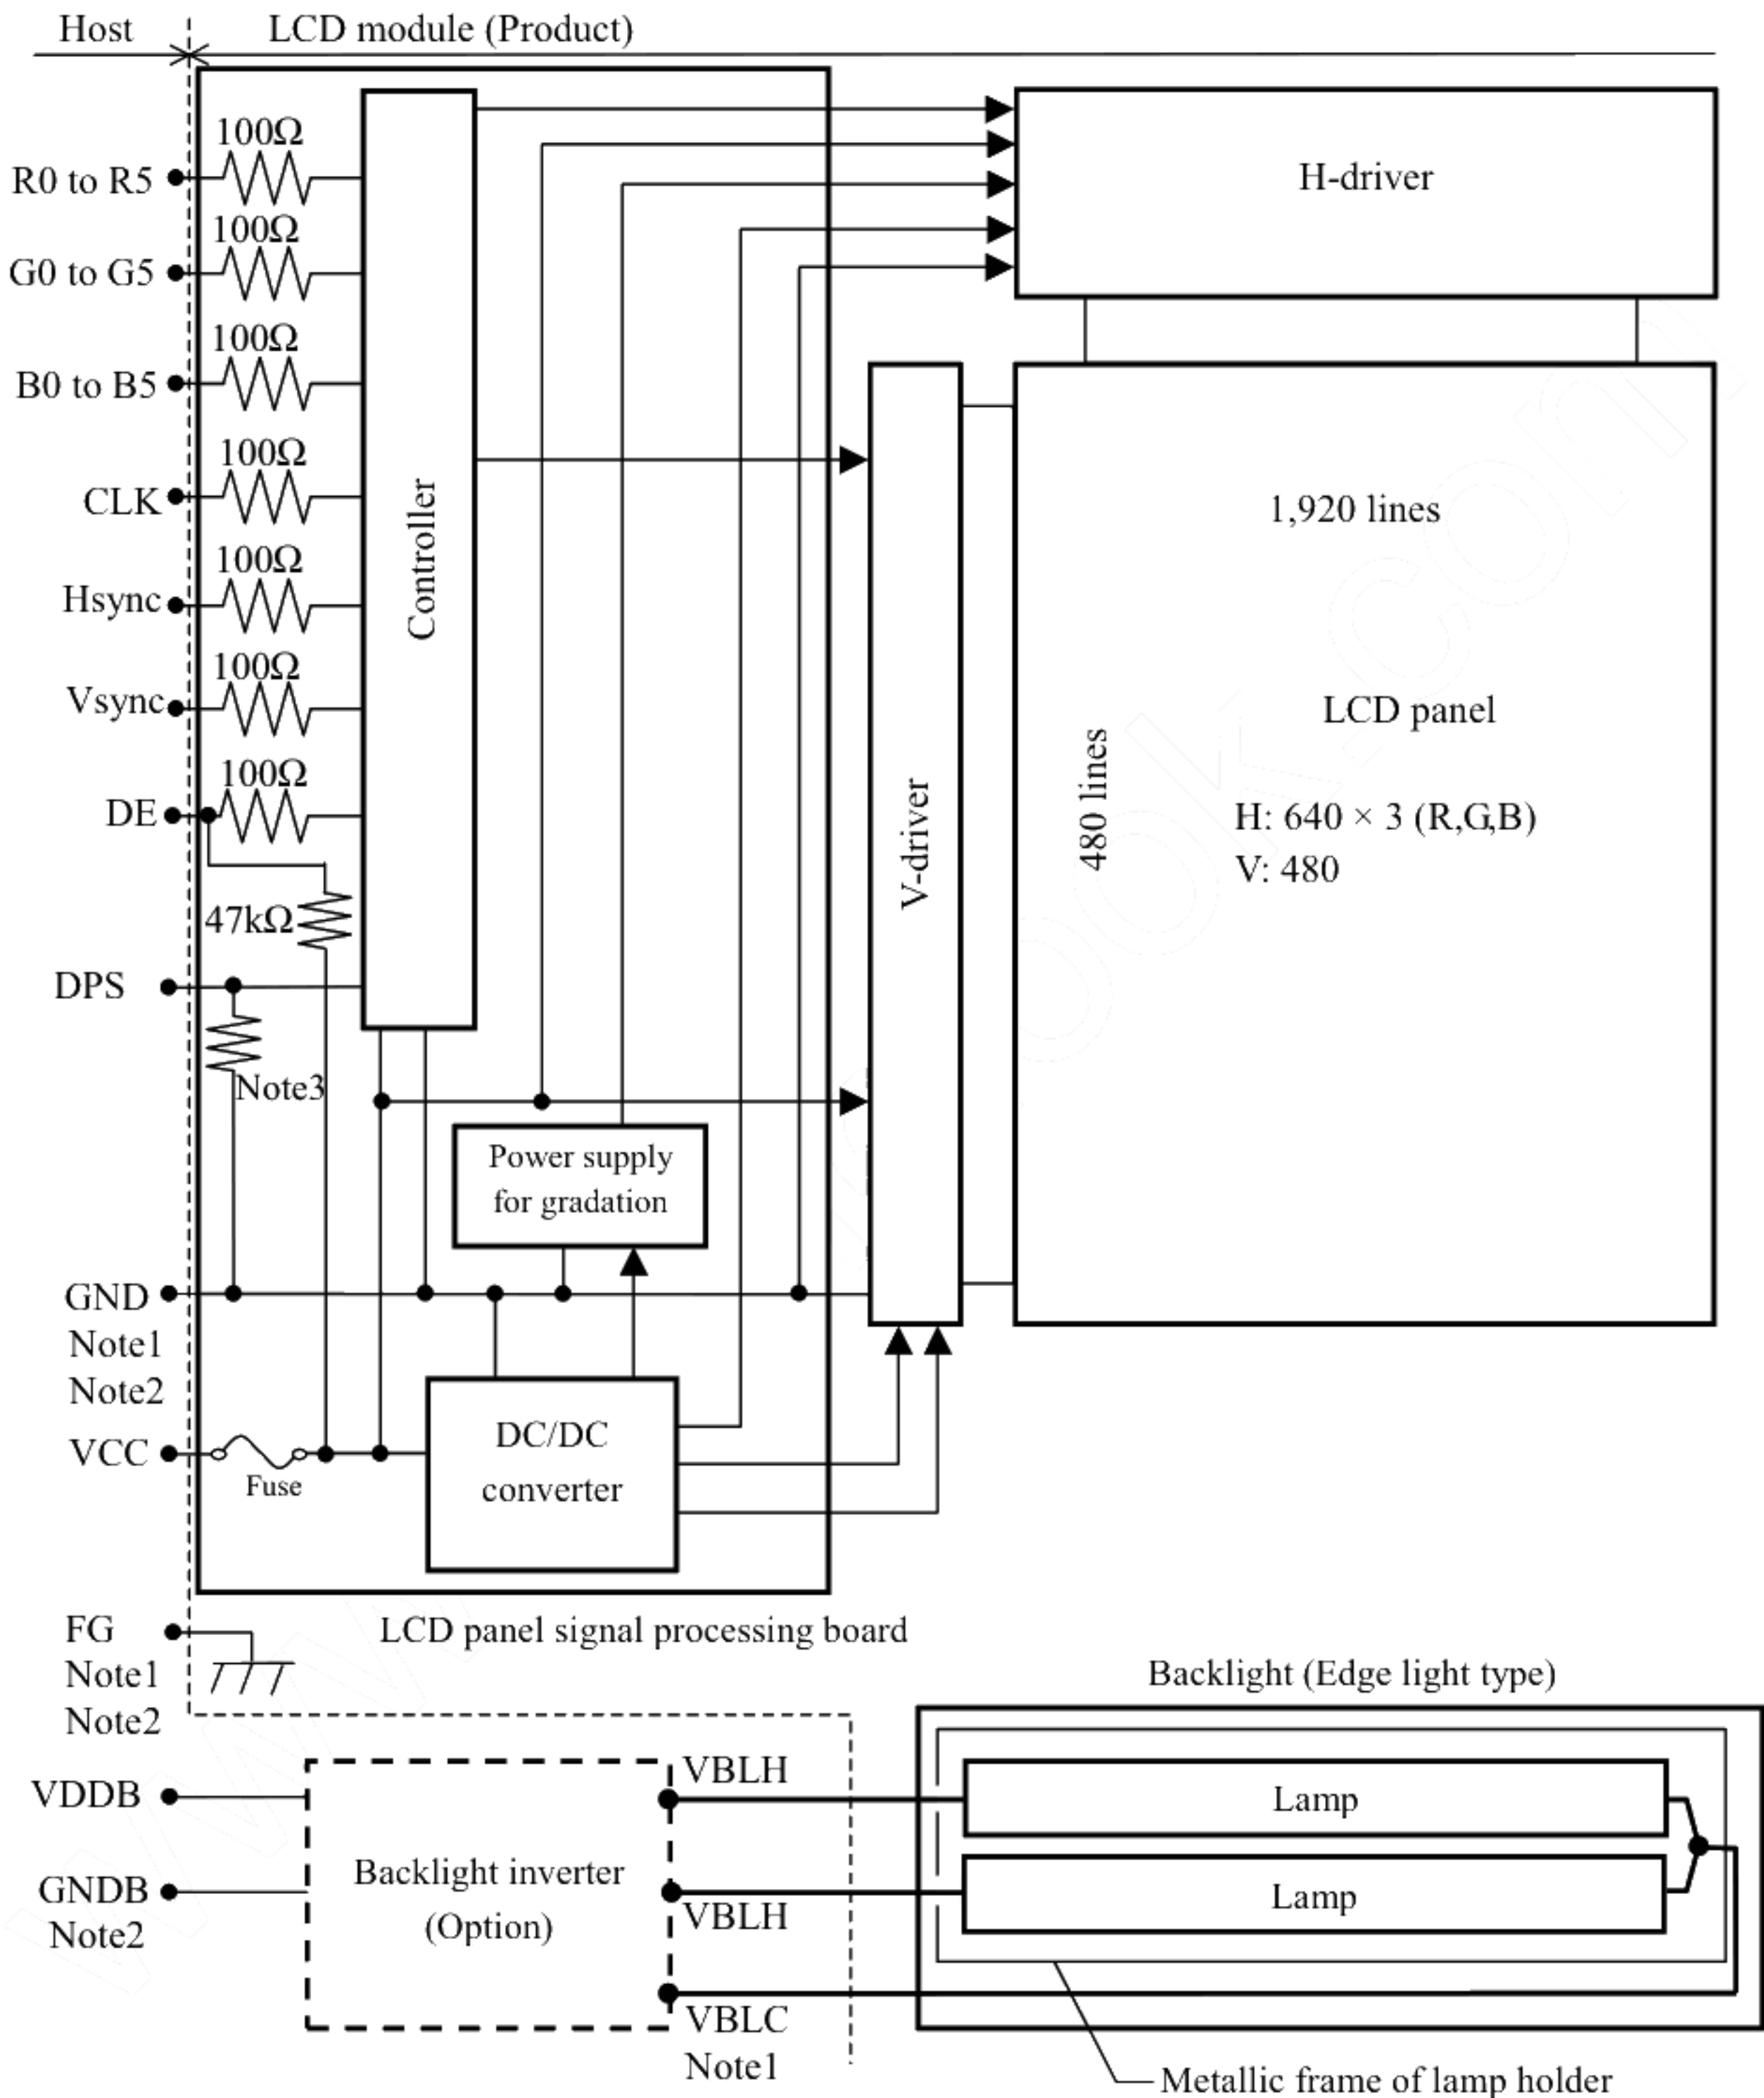 Host
LCD module (Product)
100Ω
R0 to R5
100Ω
G0 to G5
100Ω
B0 to B5
100Ω
CLK
100Ω
Hsync
100Ω
Vsync
100Ω
DE
47kΩ
DPS
Note3
GND
Note1
Note2
VCC
Fuse
Controller
Power supply
for gradation
DC/DC
converter
H-driver
V-driver
1,920 lines
480 lines
LCD panel
H: 640 × 3 (R,G,B)
V: 480
FG
Note1
Note2
LCD panel signal processing board
Backlight (Edge light type)
VDDB
GNDB
Note2
Backlight inverter
(Option)
VBLH
VBLH
VBLC
Note1
Lamp
Lamp
Metallic frame of lamp holder